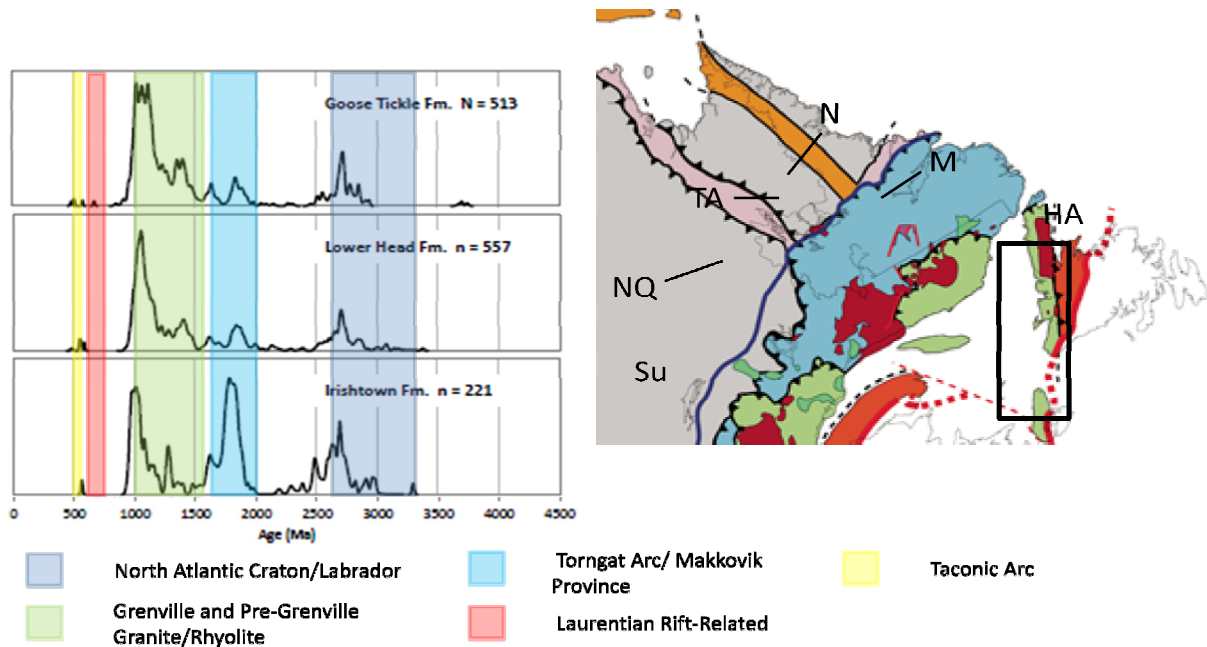 Goose Tickle Fm. N = 513
Lower Head Fm. n = 557
Irishtown Fm. n = 221
0 500 1000 1500 2000 2500 3000 3500 4000 4500
Age (Ma)
N
M
TA
HA
NQ
Su
North Atlantic Craton/Labrador
Grenville and Pre-Grenville
Granite/Rhyolite
Torngat Arc/ Makkovik
Province
Laurentian Rift-Related
Taconic Arc